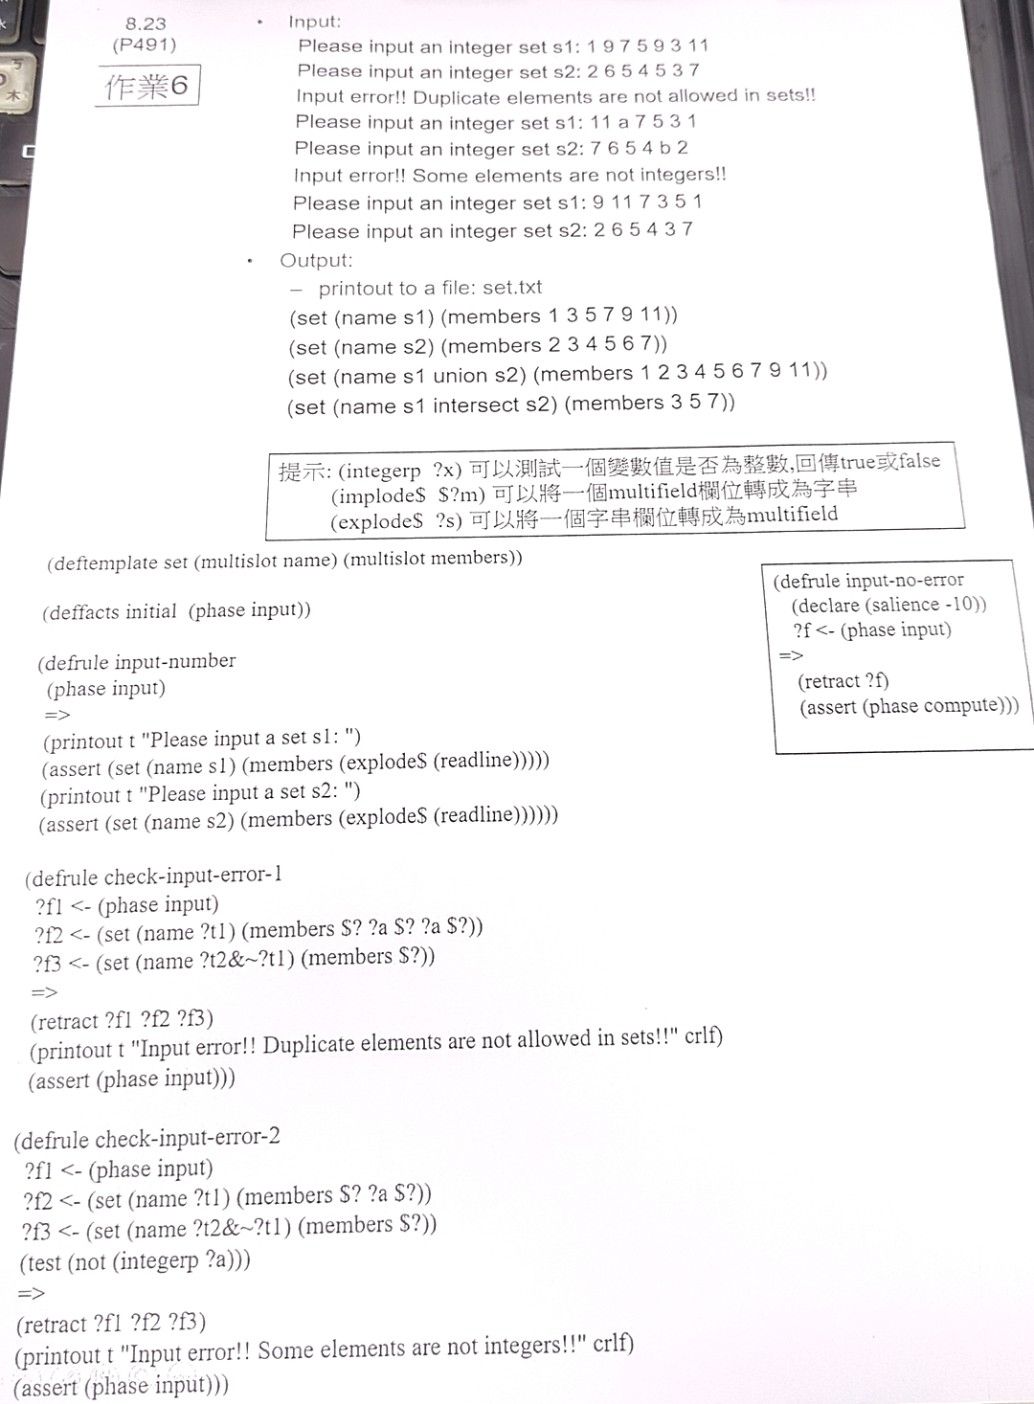 8.23
(P491)
作業6
• Input:
Please input an integer set s1: 1 9 7 5 9 3 11
Please input an integer set s2: 2 6 5 4 5 3 7
Input error!! Duplicate elements are not allowed in sets!!
Please input an integer set s1: 11 a 7 5 3 1
Please input an integer set s2: 7 6 5 4 b 2
Input error!! Some elements are not integers!!
Please input an integer set s1: 9 11 7 3 5 1
Please input an integer set s2: 2 6 5 4 3 7
• Output:
– printout to a file: set.txt
(set (name s1) (members 1 3 5 7 9 11))
(set (name s2) (members 2 3 4 5 6 7))
(set (name s1 union s2) (members 1 2 3 4 5 6 7 9 11))
(set (name s1 intersect s2) (members 3 5 7))
提示: (integerp ?x) 可以測試一個變數值是否為整數,回傳true或false
(implode$ $?m) 可以將一個multifield欄位轉成為字串
(explode$ ?s) 可以將一個字串欄位轉成為multifield
(deftemplate set (multislot name) (multislot members))
(deffacts initial (phase input))
(defrule input-number
(phase input)
=>
(printout t "Please input a set s1: ")
(assert (set (name s1) (members (explode$ (readline)))))
(printout t "Please input a set s2: ")
(assert (set (name s2) (members (explode$ (readline))))))
(defrule input-no-error
(declare (salience -10))
?f <- (phase input)
=>
(retract ?f)
(assert (phase compute)))
(defrule check-input-error-1
?f1 <- (phase input)
?f2 <- (set (name ?t1) (members $? ?a $? ?a $?))
?f3 <- (set (name ?t2&~?t1) (members $?))
=>
(retract ?f1 ?f2 ?f3)
(printout t "Input error!! Duplicate elements are not allowed in sets!!" crlf)
(assert (phase input)))
(defrule check-input-error-2
?f1 <- (phase input)
?f2 <- (set (name ?t1) (members $? ?a $?))
?f3 <- (set (name ?t2&~?t1) (members $?))
(test (not (integerp ?a)))
=>
(retract ?f1 ?f2 ?f3)
(printout t "Input error!! Some elements are not integers!!" crlf)
(assert (phase input)))